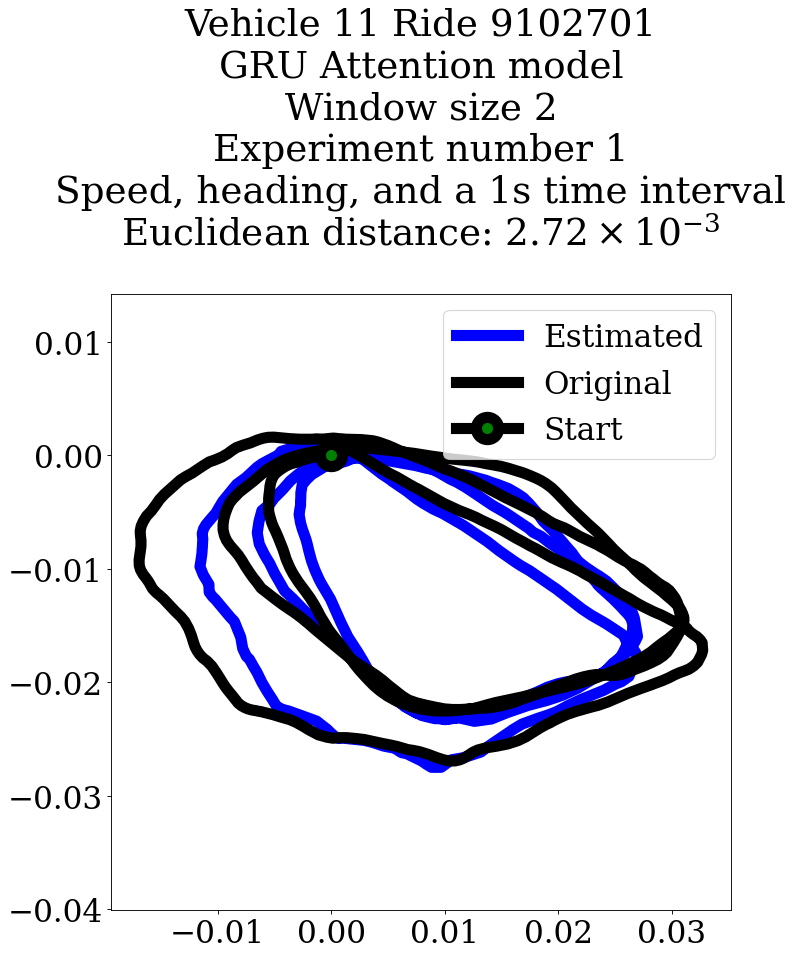 Vehicle 11 Ride 9102701
GRU Attention model
Window size 2
Experiment number 1
Speed, heading, and a 1s time interval
Euclidean distance: 2.72 × 10⁻³
Estimated
Original
Start
0.01
0.00
−0.01
−0.02
−0.03
−0.04
−0.01 0.00 0.01 0.02 0.03